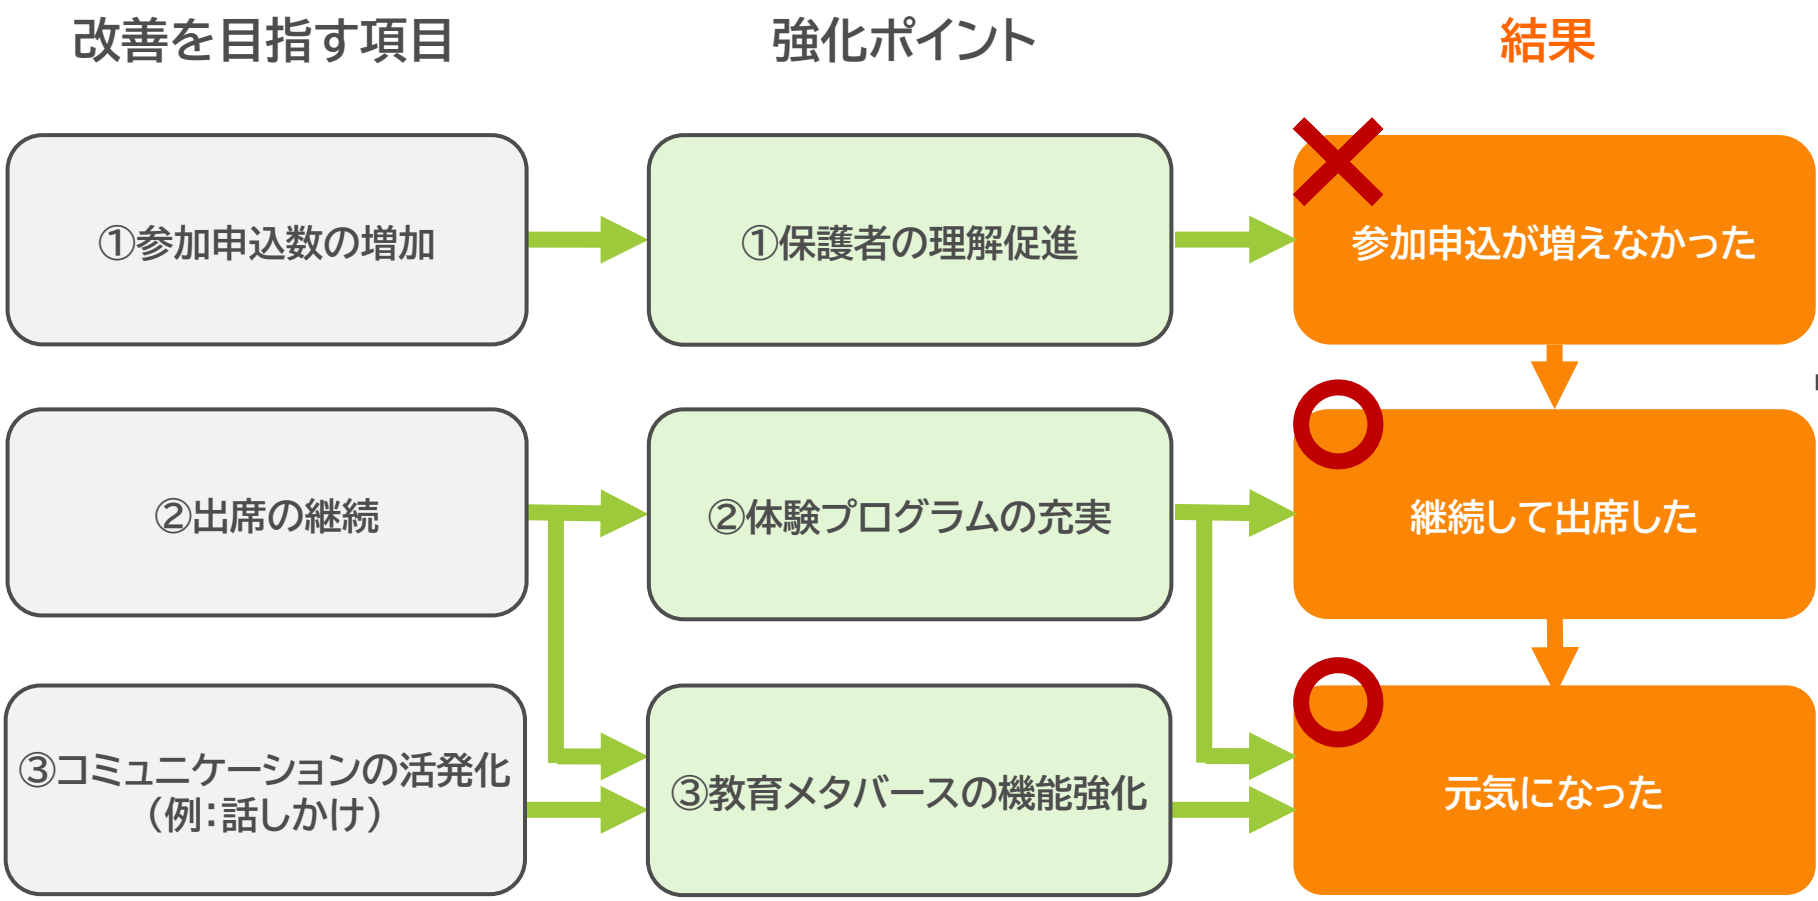 改善を目指す項目
強化ポイント
結果
①参加申込数の増加
①保護者の理解促進
参加申込が増えなかった
②出席の継続
②体験プログラムの充実
継続して出席した
③コミュニケーションの活発化
（例：話しかけ）
③教育メタバースの機能強化
元気になった